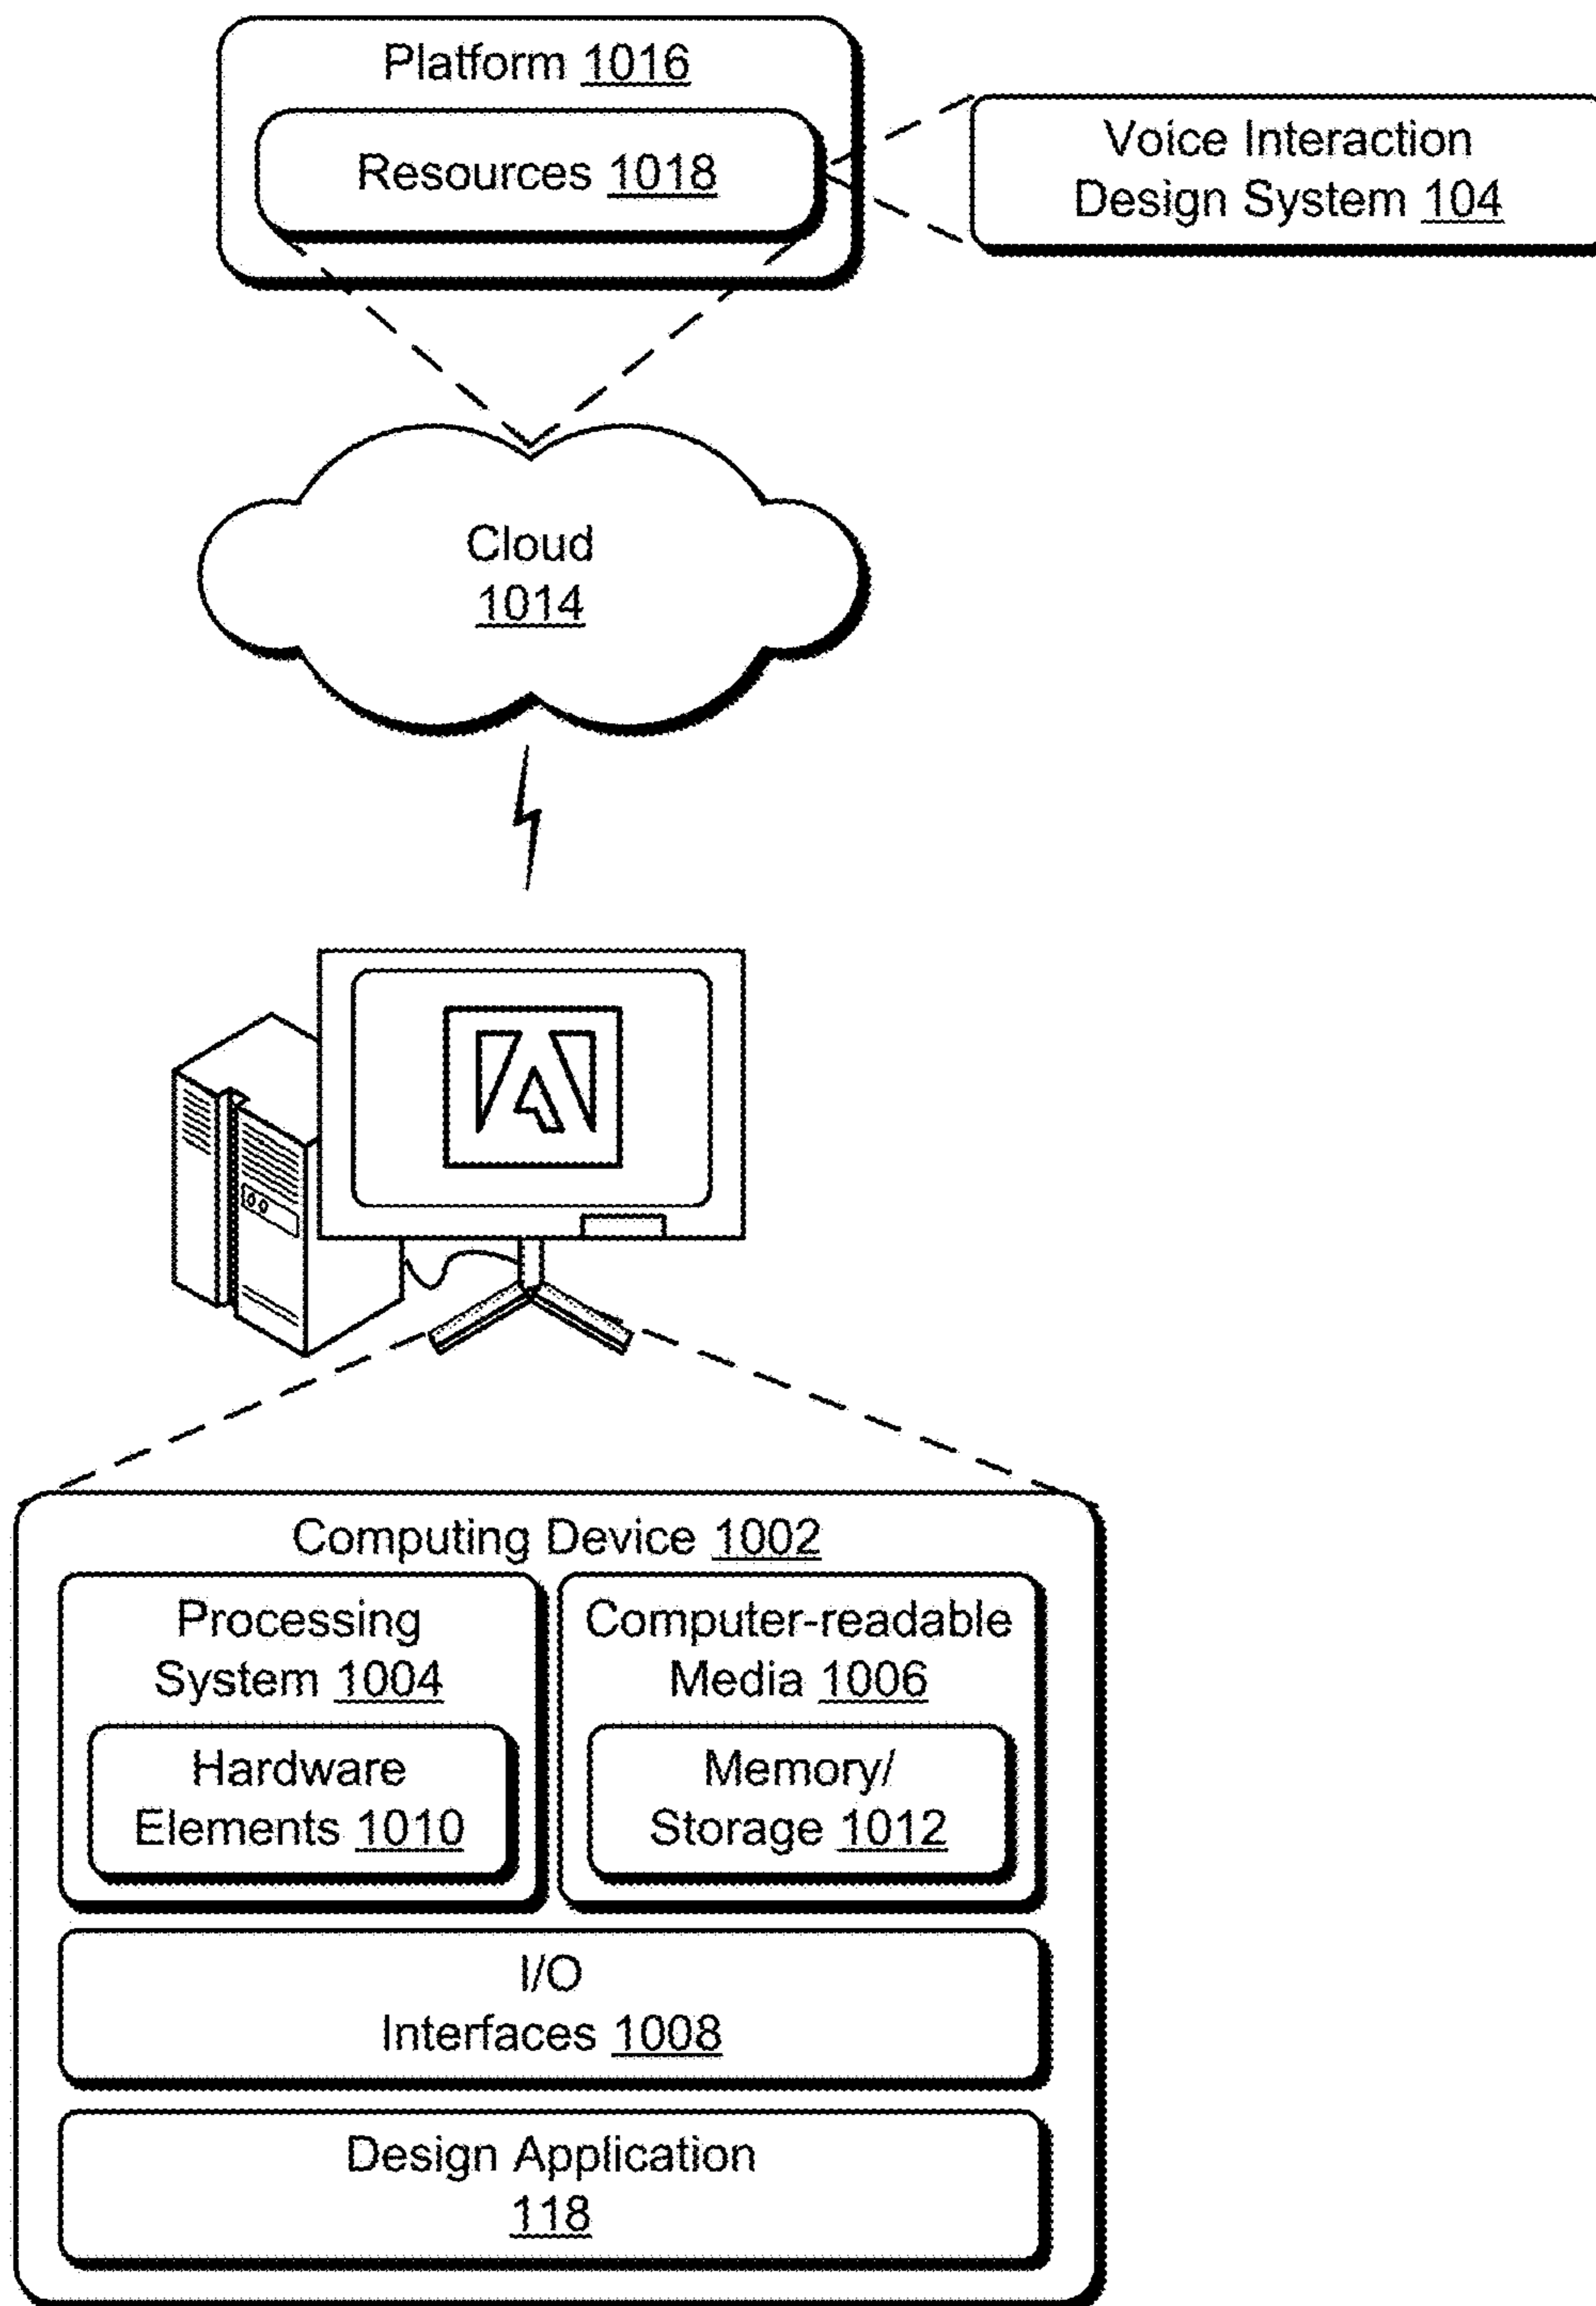 Platform 1016
Resources 1018
Voice Interaction
Design System 104
Cloud
1014
Computing Device 1002
Processing
System 1004
Hardware
Elements 1010
Computer-readable
Media 1006
Memory/
Storage 1012
I/O
Interfaces 1008
Design Application
118